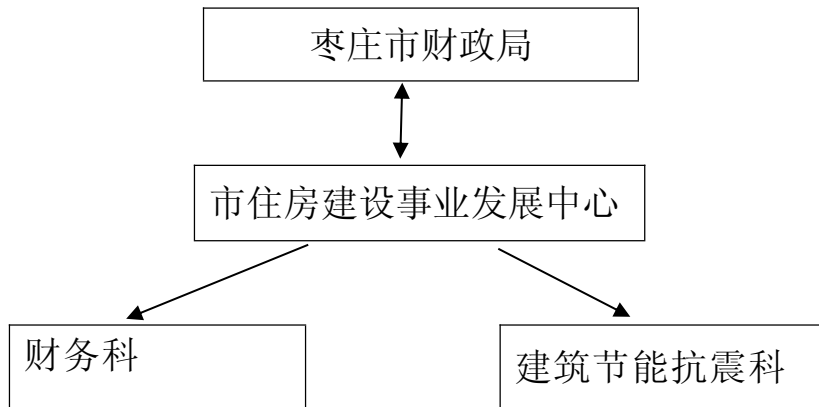 枣庄市财政局
市住房建设事业发展中心
财务科
建筑节能抗震科